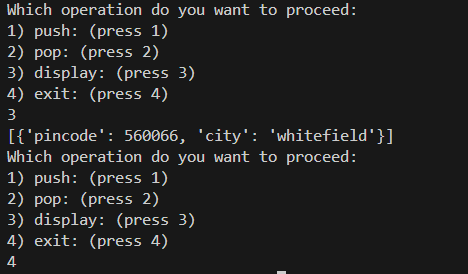 Which operation do you want to proceed:
1) push: (press 1)
2) pop: (press 2)
3) display: (press 3)
4) exit: (press 4)
3
[{'pincode': 560066, 'city': 'whitefield'}]
Which operation do you want to proceed:
1) push: (press 1)
2) pop: (press 2)
3) display: (press 3)
4) exit: (press 4)
4